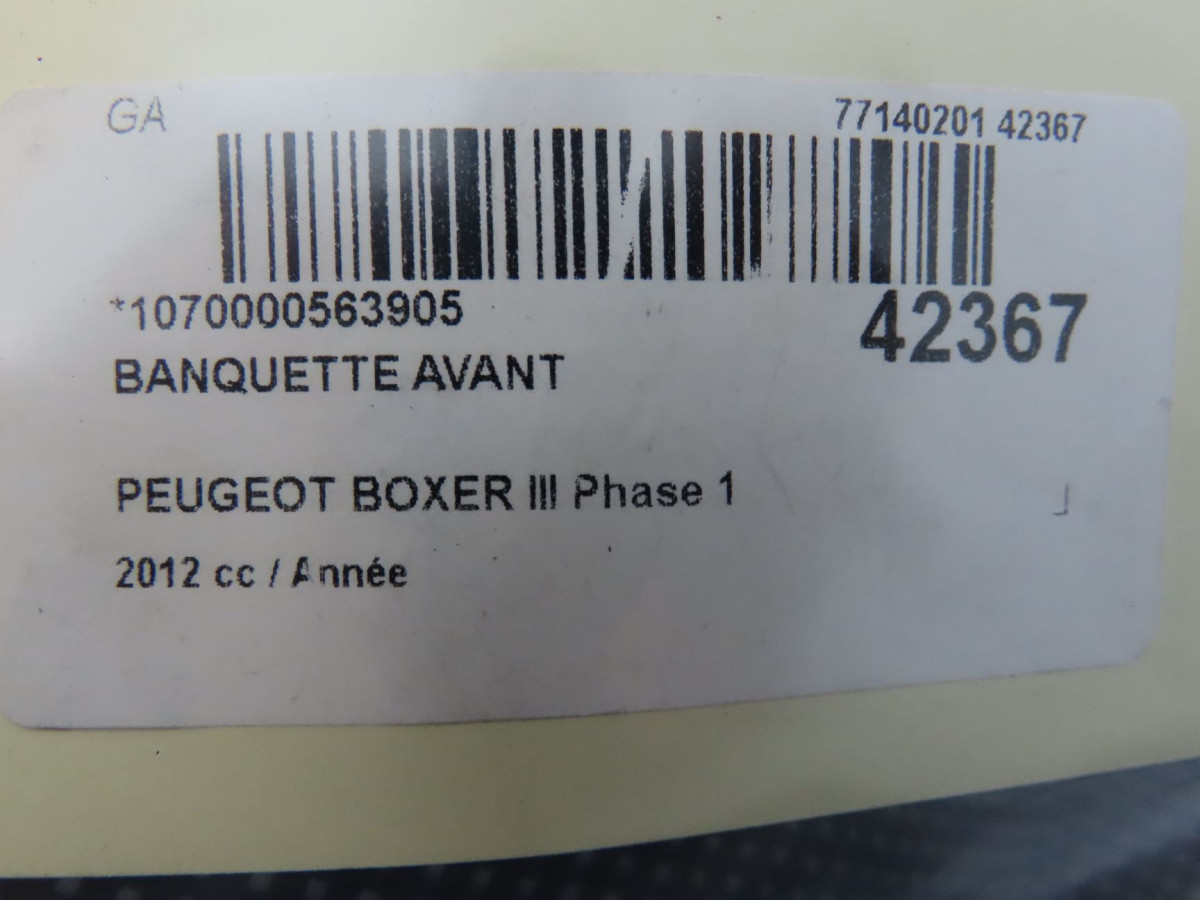 GA
77140201 42367
*1070000563905
42367
BANQUETTE AVANT
PEUGEOT BOXER III Phase 1
2012 cc / Année